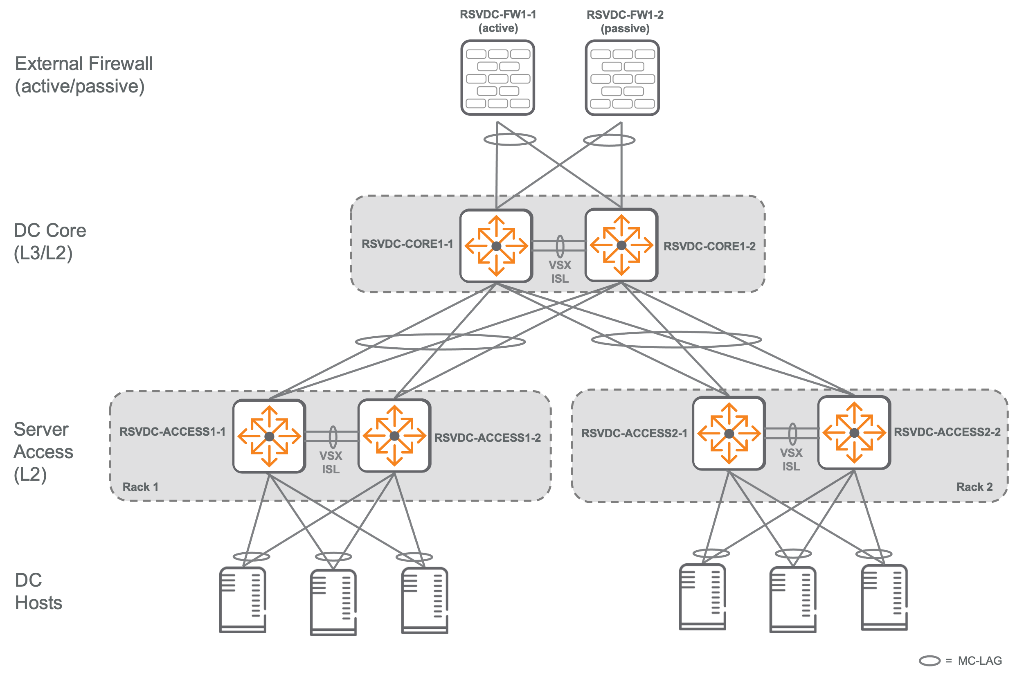 RSVDC-FW1-1
(active)
RSVDC-FW1-2
(passive)
External Firewall
(active/passive)
DC Core
(L3/L2)
RSVDC-CORE1-1
VSX
ISL
RSVDC-CORE1-2
Server
Access
(L2)
RSVDC-ACCESS1-1
VSX
ISL
RSVDC-ACCESS1-2
Rack 1
RSVDC-ACCESS2-1
VSX
ISL
RSVDC-ACCESS2-2
Rack 2
DC
Hosts
= MC-LAG